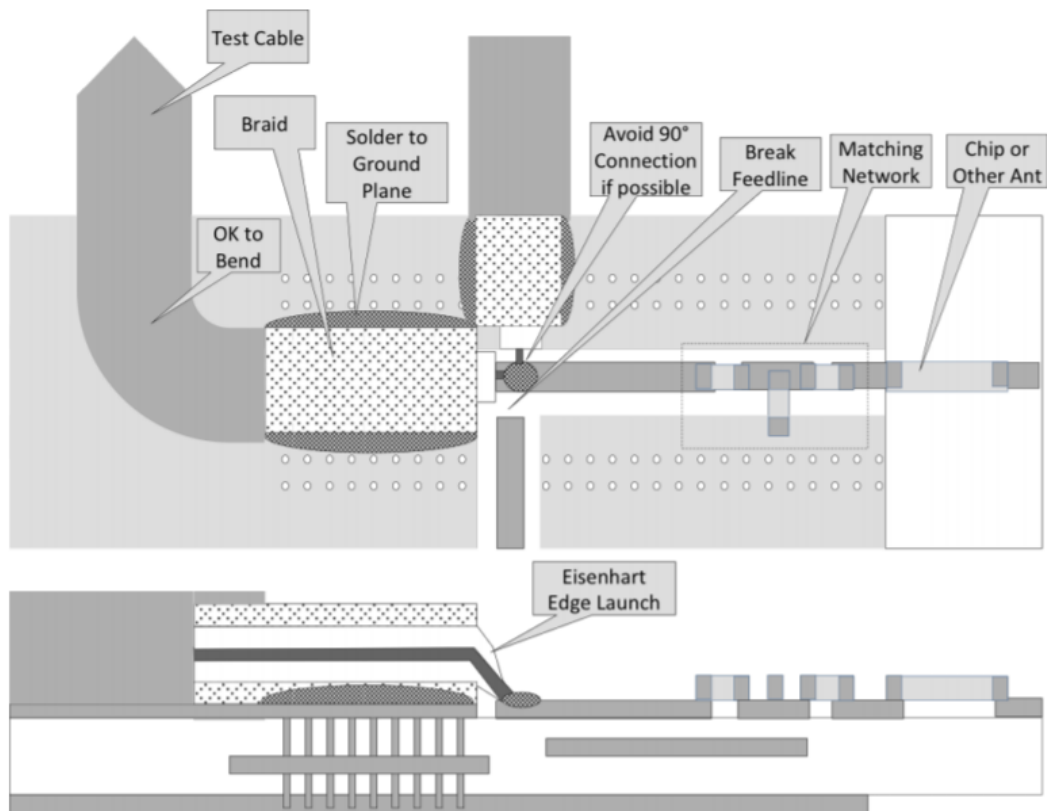 Test Cable
Braid
Solder to
Ground
Plane
Avoid 90°
Connection
if possible
Break
Feedline
Matching
Network
Chip or
Other Ant
OK to
Bend
Eisenhart
Edge Launch